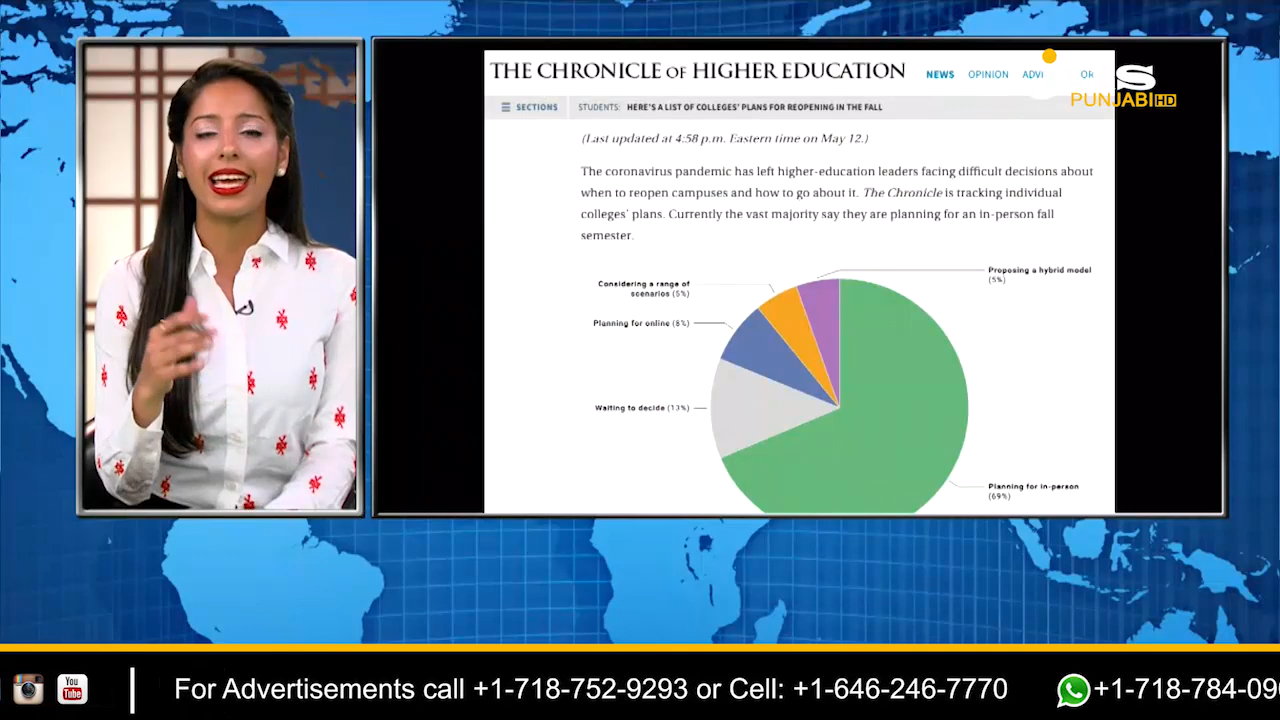 THE CHRONICLE OF HIGHER EDUCATION
NEWS OPINION
S
PUNJABI HD
SECTIONS STUDENTS: HERE'S A LIST OF COLLEGES' PLANS FOR REOPENING IN THE FALL
(Last updated at 4:58 p.m. Eastern time on May 12.)
The coronavirus pandemic has left higher-education leaders facing difficult decisions about
when to reopen campuses and how to go about it. The Chronicle is tracking individual
colleges' plans. Currently the vast majority say they are planning for an in-person fall
semester.
Proposing a hybrid model
(5%)
Considering a range of
scenarios (5%)
Planning for online (8%)
Waiting to decide (13%)
Planning for in-person
(69%)
You
Tube
For Advertisements call +1-718-752-9293 or Cell: +1-646-246-7770
+1-718-784-09